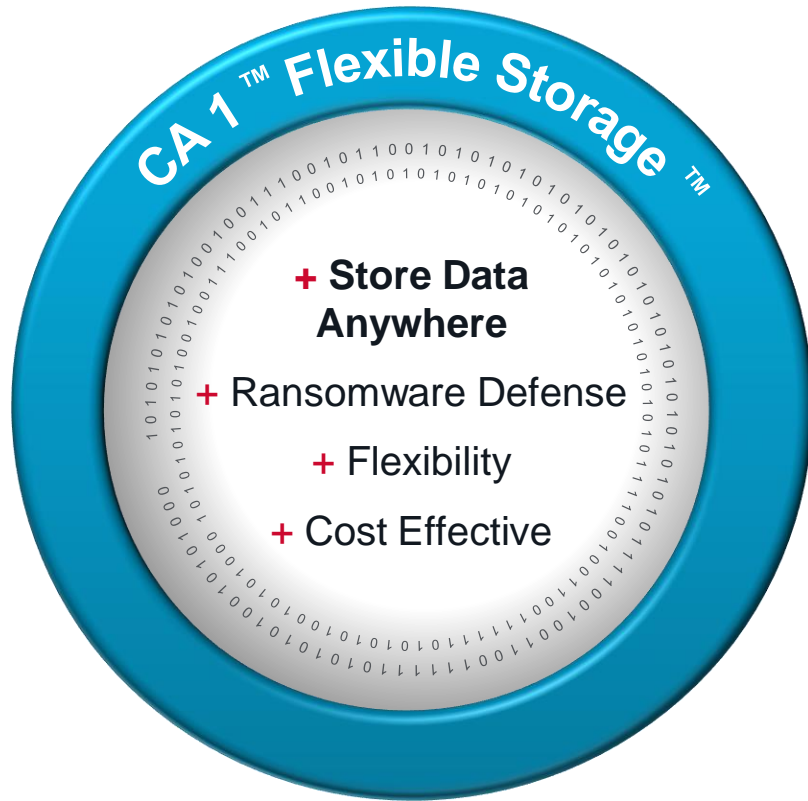 CA 1 ™ Flexible Storage ™
+ Store Data
Anywhere
+ Ransomware Defense
+ Flexibility
+ Cost Effective